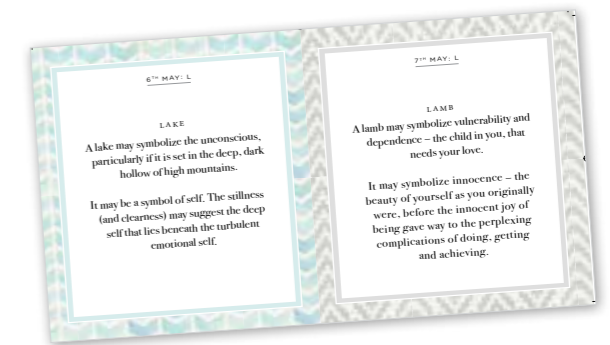 6TH MAY: L
LAKE
A lake may symbolize the unconscious,
particularly if it is set in the deep, dark
hollow of high mountains.
It may be a symbol of self. The stillness
(and clearness) may suggest the deep
self that lies beneath the turbulent
emotional self.
7TH MAY: L
LAMB
A lamb may symbolize vulnerability and
dependence – the child in you, that
needs your love.
It may symbolize innocence – the
beauty of yourself as you originally
were, before the innocent joy of
being gave way to the perplexing
complications of doing, getting
and achieving.